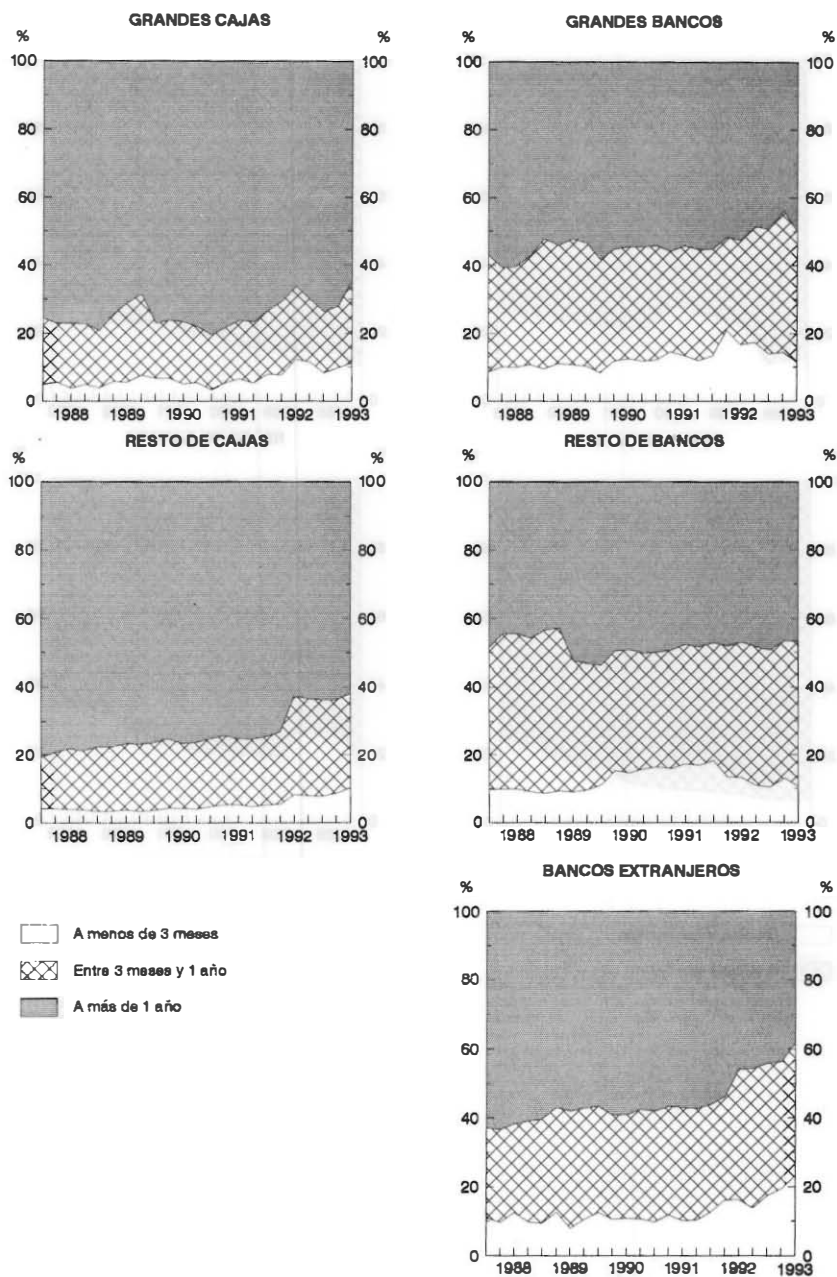 GRANDES CAJAS
% %
100 100
80 80
60 60
40 40
20 20
0 0
1988 1989 1990 1991 1992 1993
GRANDES BANCOS
% %
100 100
80 80
60 60
40 40
20 20
0 0
1988 1989 1990 1991 1992 1993
RESTO DE CAJAS
% %
100 100
80 80
60 60
40 40
20 20
0 0
1988 1989 1990 1991 1992 1993
RESTO DE BANCOS
% %
100 100
80 80
60 60
40 40
20 20
0 0
1988 1989 1990 1991 1992 1993
A menos de 3 meses
Entre 3 meses y 1 año
A más de 1 año
BANCOS EXTRANJEROS
% %
100 100
80 80
60 60
40 40
20 20
0 0
1988 1989 1990 1991 1992 1993